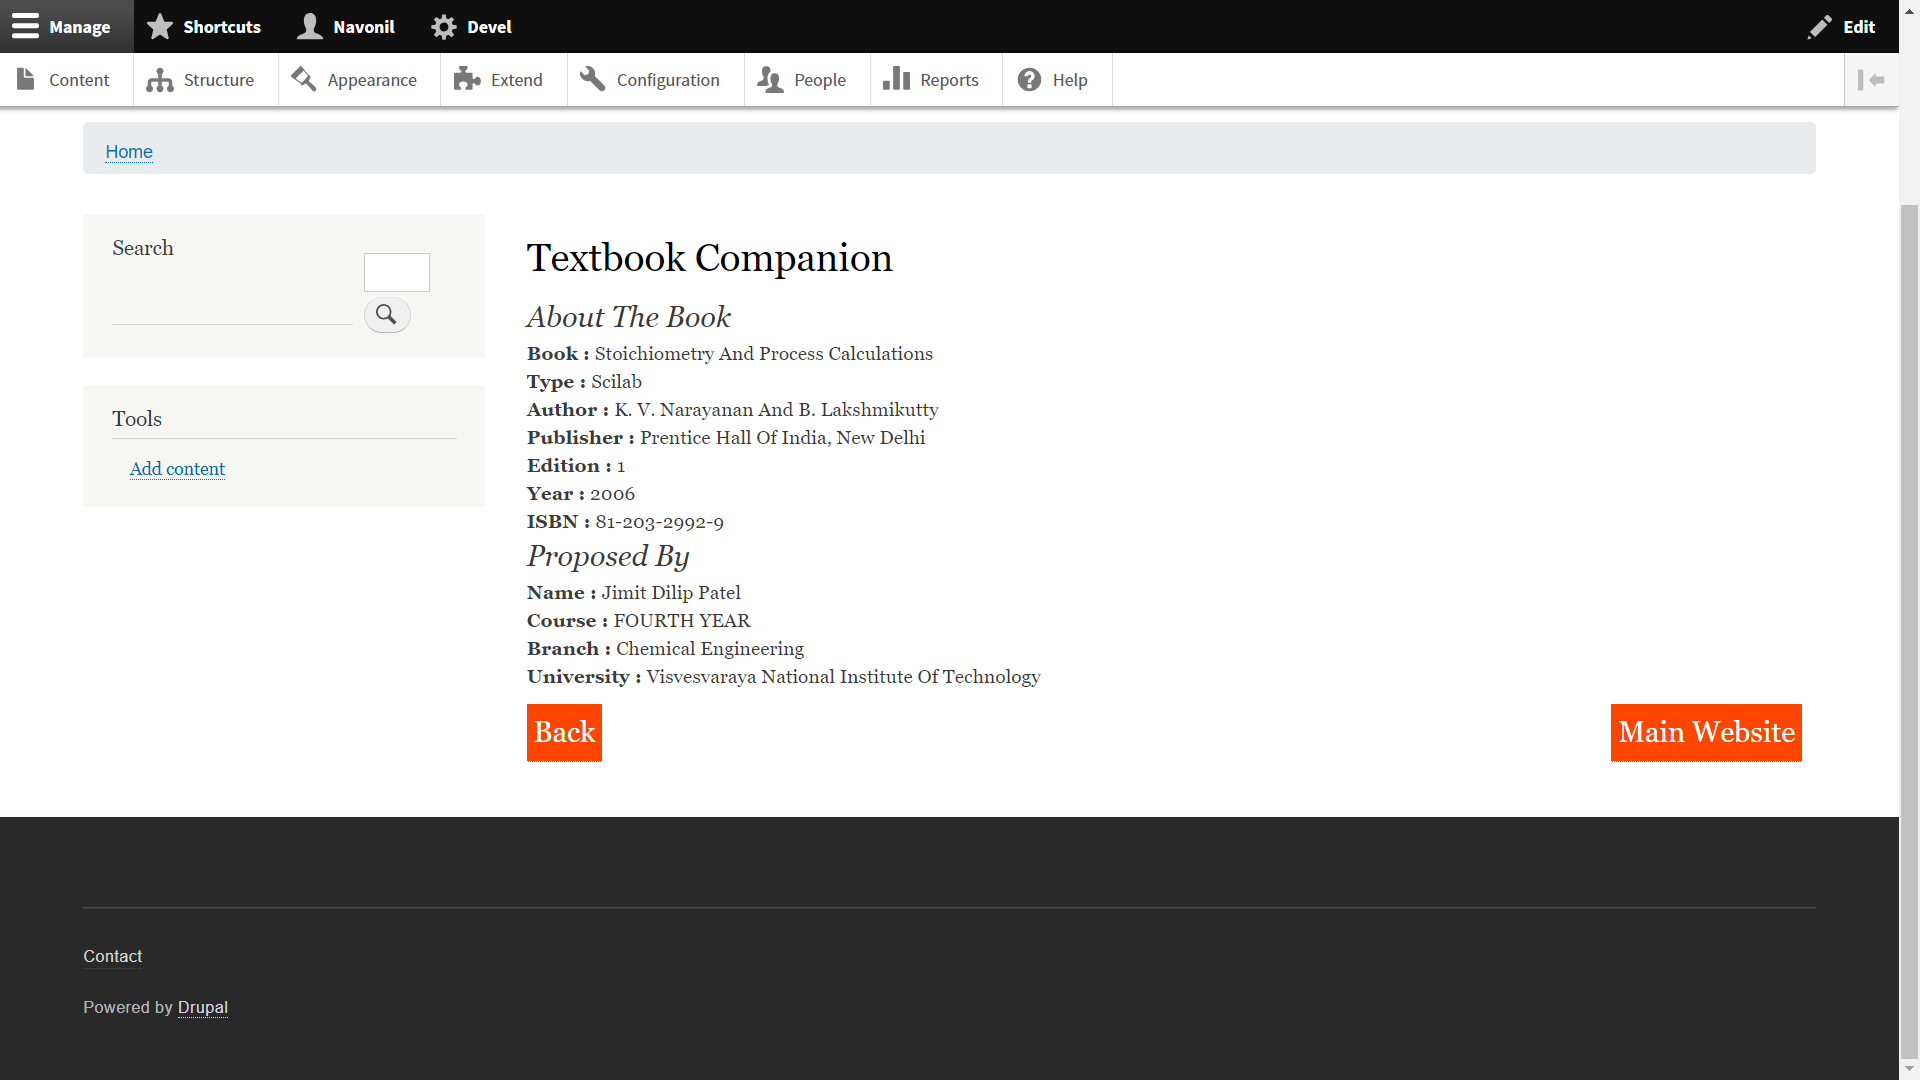 Manage Shortcuts Navonil Devel Edit
Content Structure Appearance Extend Configuration People Reports Help
Home
Search
Tools
Add content
Textbook Companion
About The Book
Book : Stoichiometry And Process Calculations
Type : Scilab
Author : K. V. Narayanan And B. Lakshmikutty
Publisher : Prentice Hall Of India, New Delhi
Edition : 1
Year : 2006
ISBN : 81-203-2992-9
Proposed By
Name : Jimit Dilip Patel
Course : FOURTH YEAR
Branch : Chemical Engineering
University : Visvesvaraya National Institute Of Technology
Back Main Website
Contact
Powered by Drupal